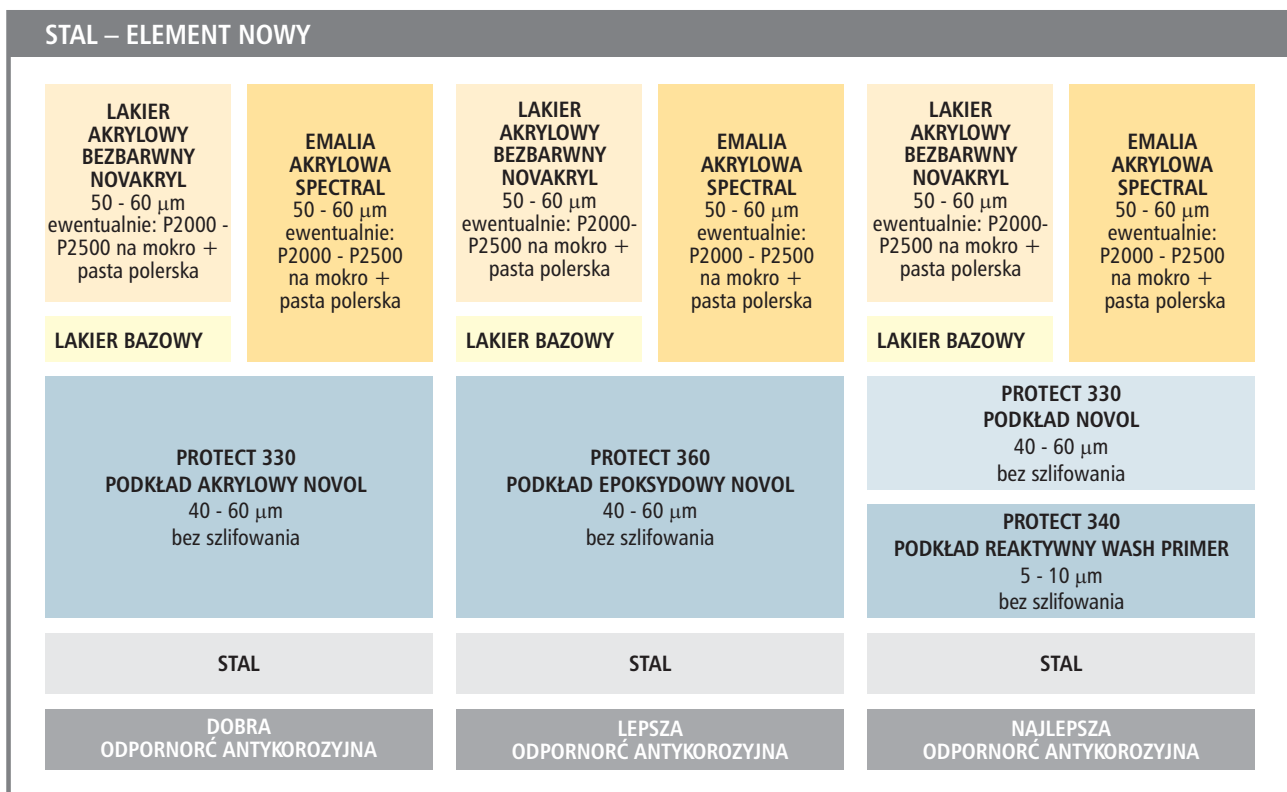 STAL – ELEMENT NOWY
LAKIER
AKRYLOWY
BEZBARWNY
NOVAKRYL
50 - 60 μm
ewentualnie: P2000 -
P2500 na mokro +
pasta polerska
LAKIER BAZOWY
EMALIA
AKRYLOWA
SPECTRAL
50 - 60 μm
ewentualnie:
P2000 - P2500
na mokro +
pasta polerska
PROTECT 330
PODKŁAD AKRYLOWY NOVOL
40 - 60 μm
bez szlifowania
STAL
DOBRA
ODPORNORĆ ANTYKOROZYJNA
LAKIER
AKRYLOWY
BEZBARWNY
NOVAKRYL
50 - 60 μm
ewentualnie: P2000-
P2500 na mokro +
pasta polerska
LAKIER BAZOWY
EMALIA
AKRYLOWA
SPECTRAL
50 - 60 μm
ewentualnie:
P2000 - P2500
na mokro +
pasta polerska
PROTECT 360
PODKŁAD EPOKSYDOWY NOVOL
40 - 60 μm
bez szlifowania
STAL
LEPSZA
ODPORNORĆ ANTYKOROZYJNA
LAKIER
AKRYLOWY
BEZBARWNY
NOVAKRYL
50 - 60 μm
ewentualnie: P2000-
P2500 na mokro +
pasta polerska
LAKIER BAZOWY
EMALIA
AKRYLOWA
SPECTRAL
50 - 60 μm
ewentualnie:
P2000 - P2500
na mokro +
pasta polerska
PROTECT 330
PODKŁAD NOVOL
40 - 60 μm
bez szlifowania
PROTECT 340
PODKŁAD REAKTYWNY WASH PRIMER
5 - 10 μm
bez szlifowania
STAL
NAJLEPSZA
ODPORNORĆ ANTYKOROZYJNA